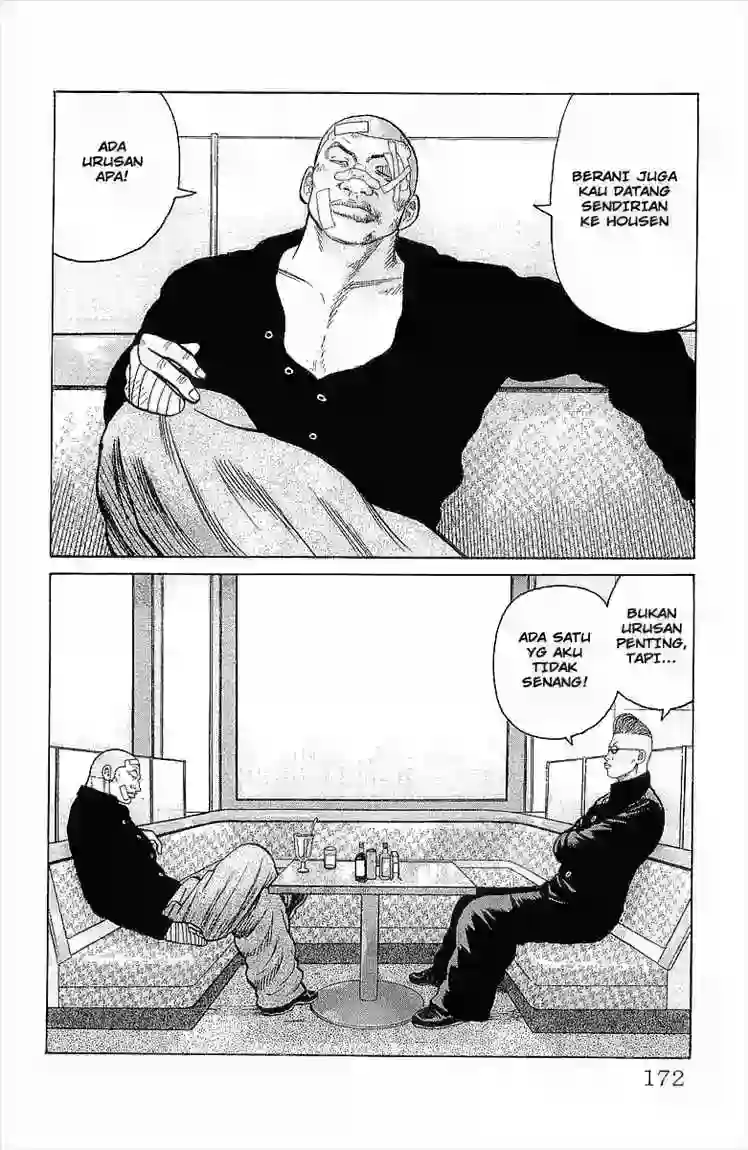 BERANI JUGA
KAU DATANG
SENDIRIAN
KE HOUSEN
ADA
URUSAN
APA!
BUKAN
URUSAN
PENTING,
TAPI...
ADA SATU
YG AKU
TIDAK
SENANG!
172